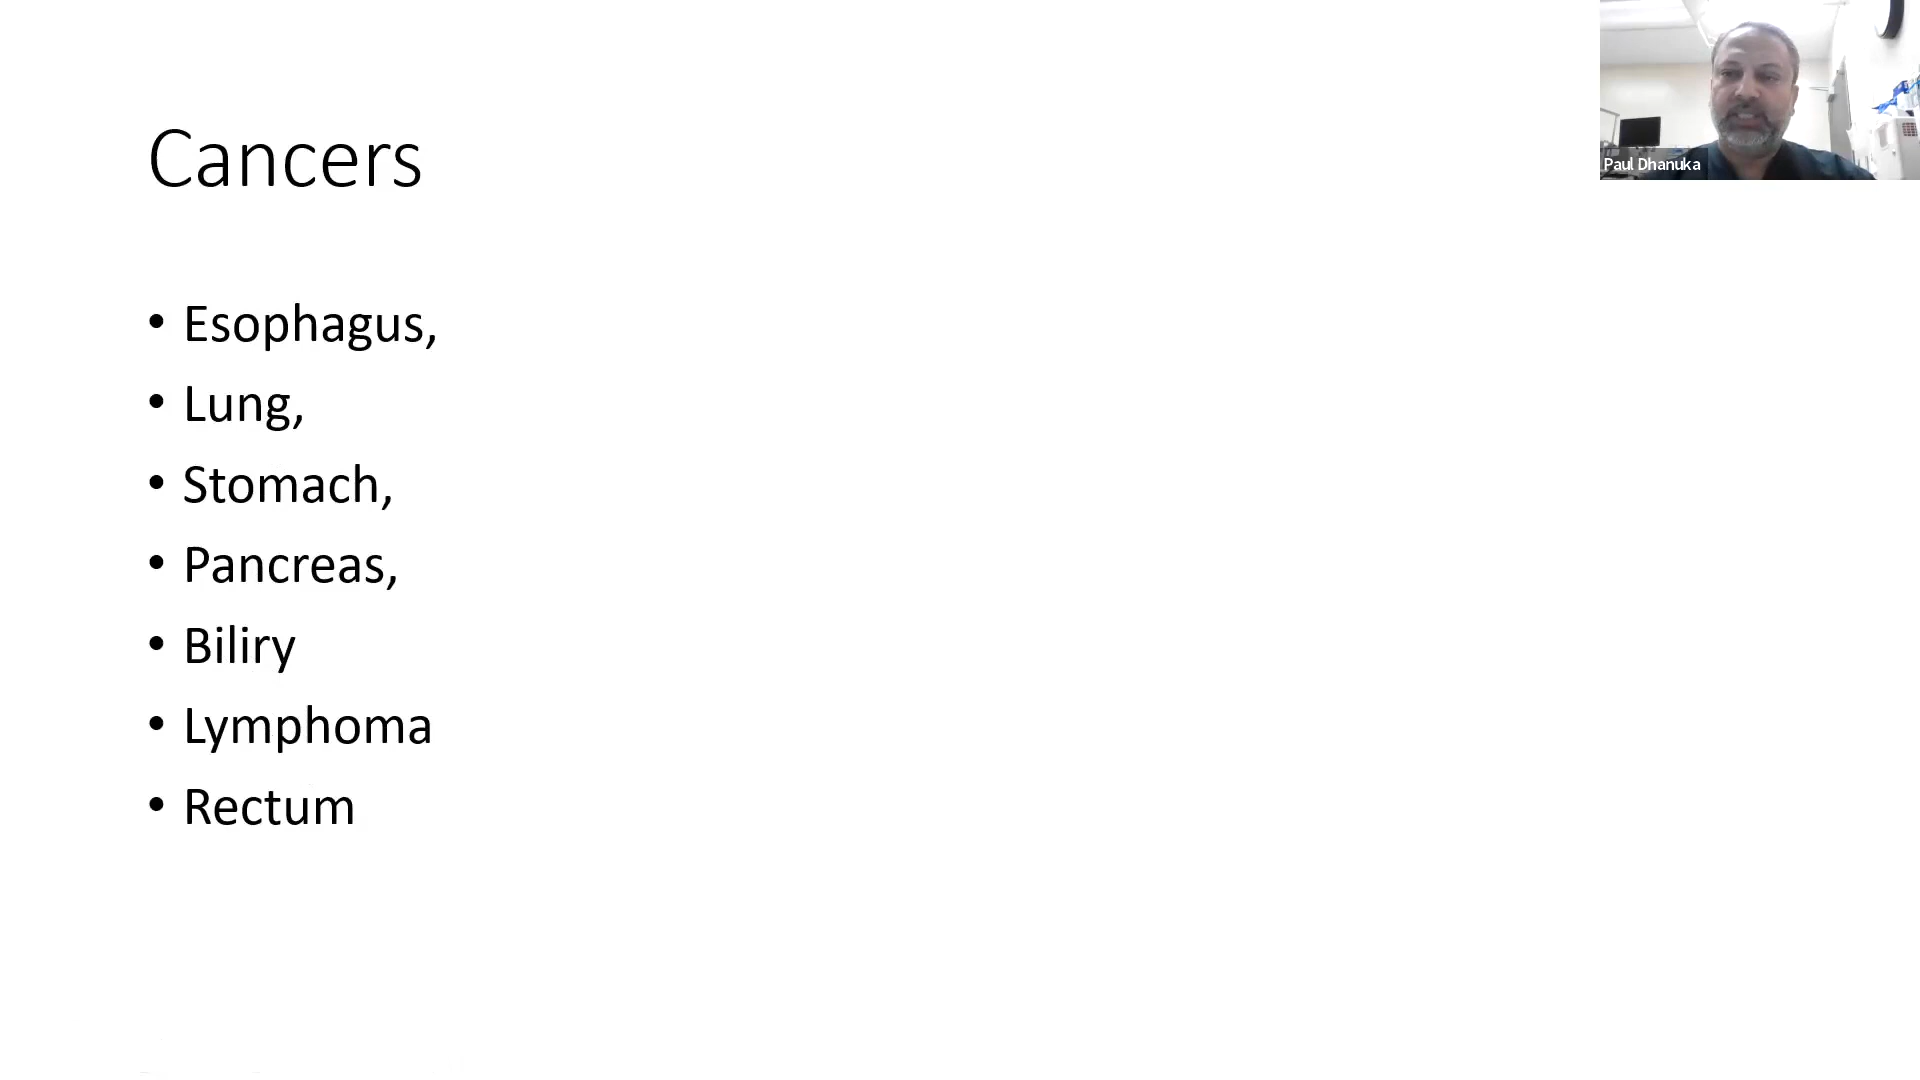 Cancers
Paul Dhanuka
• Esophagus,
• Lung,
• Stomach,
• Pancreas,
• Biliry
• Lymphoma
• Rectum